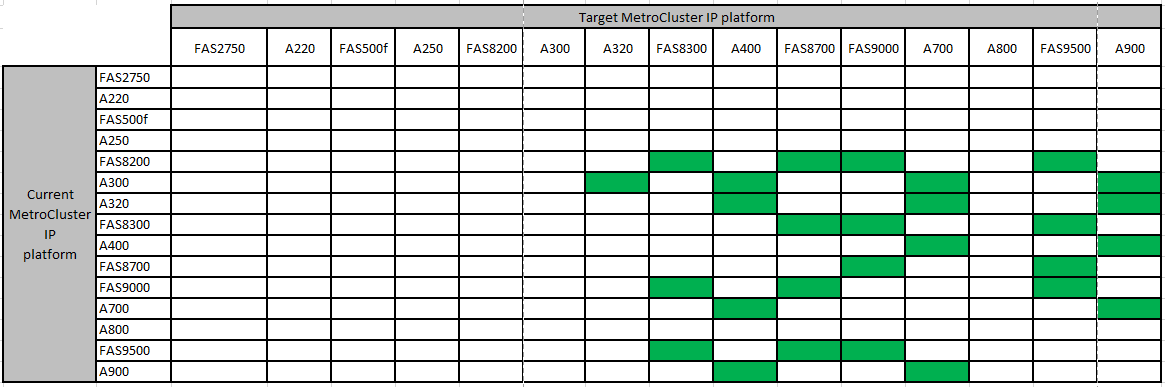 Target MetroCluster IP platform
FAS2750 A220 FAS500f A250 FAS8200 A300 A320 FAS8300 A400 FAS8700 FAS9000 A700 A800 FAS9500 A900
Current
MetroCluster
IP
platform
FAS2750
A220
FAS500f
A250
FAS8200
A300
A320
FAS8300
A400
FAS8700
FAS9000
A700
A800
FAS9500
A900